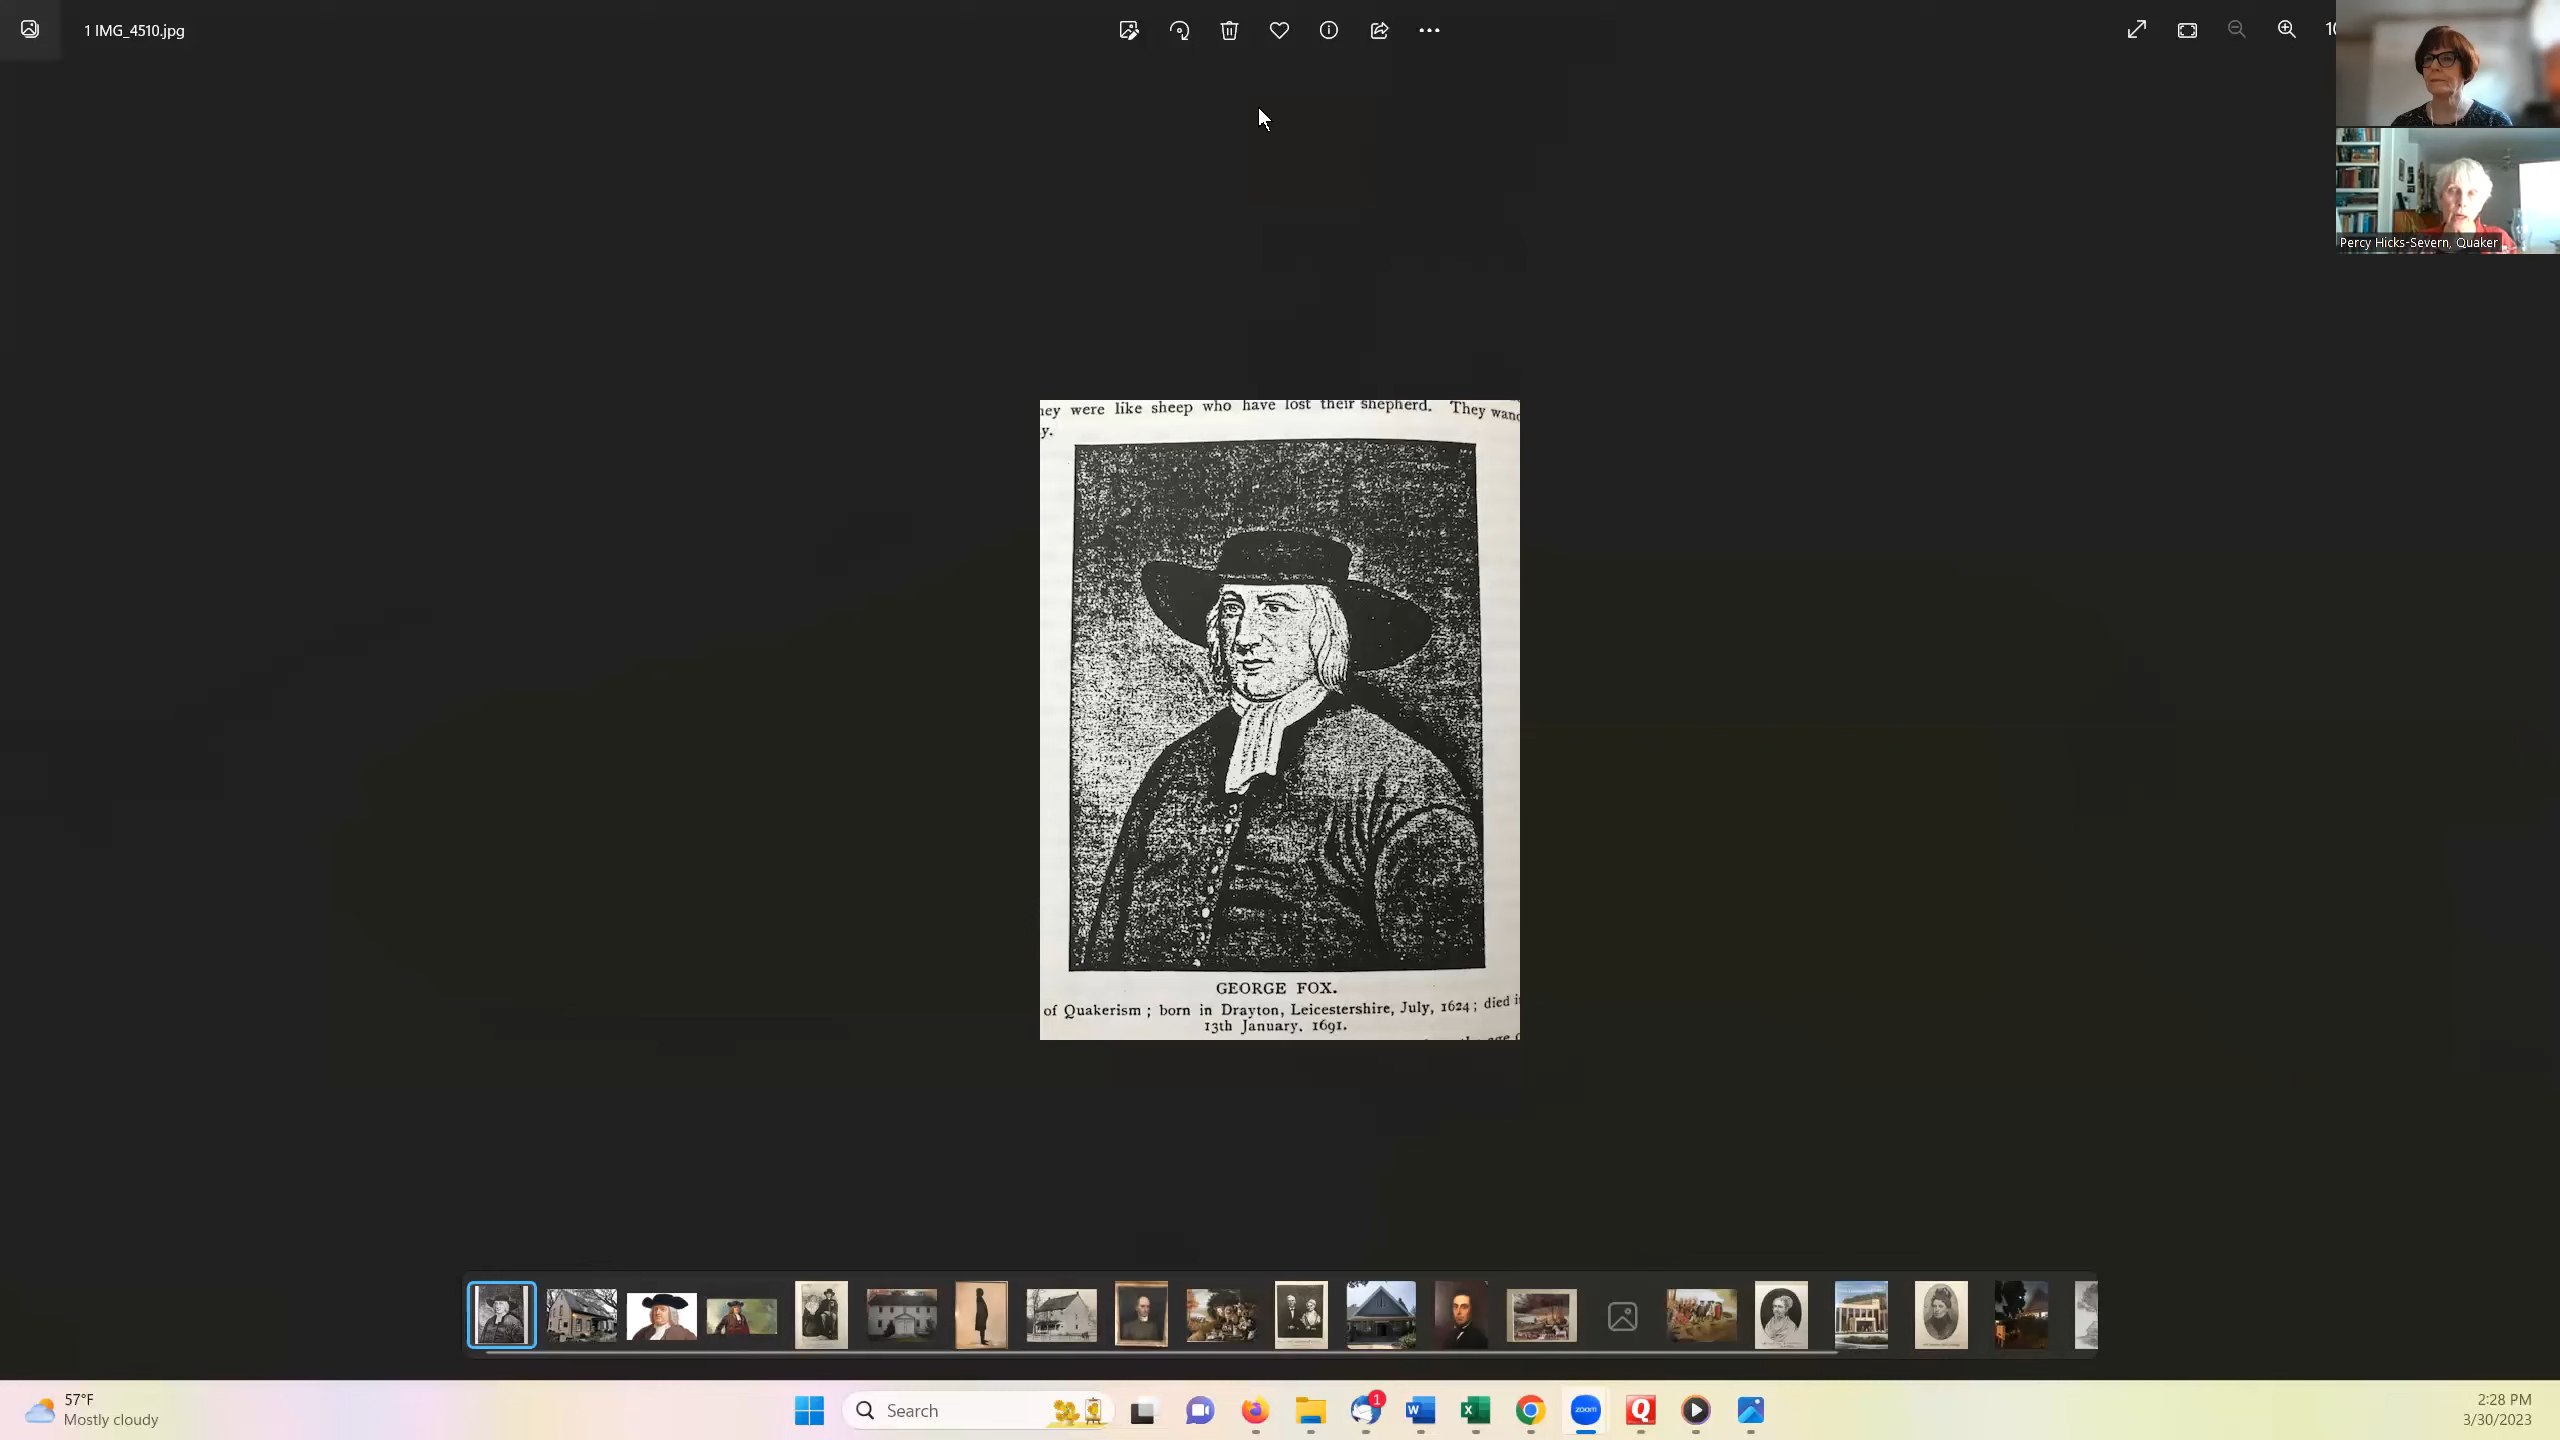 1 IMG_4510.jpg
Percy Hicks-Severn, Quaker
were like sheep who have lost their shepherd. They
y.
GEORGE FOX.
of Quakerism ; born in Drayton, Leicestershire, July, 1624 ; died
13th January, 1691.
57°F
Mostly cloudy
Search
1
W
X
zoom
Q
2:28 PM
3/30/2023